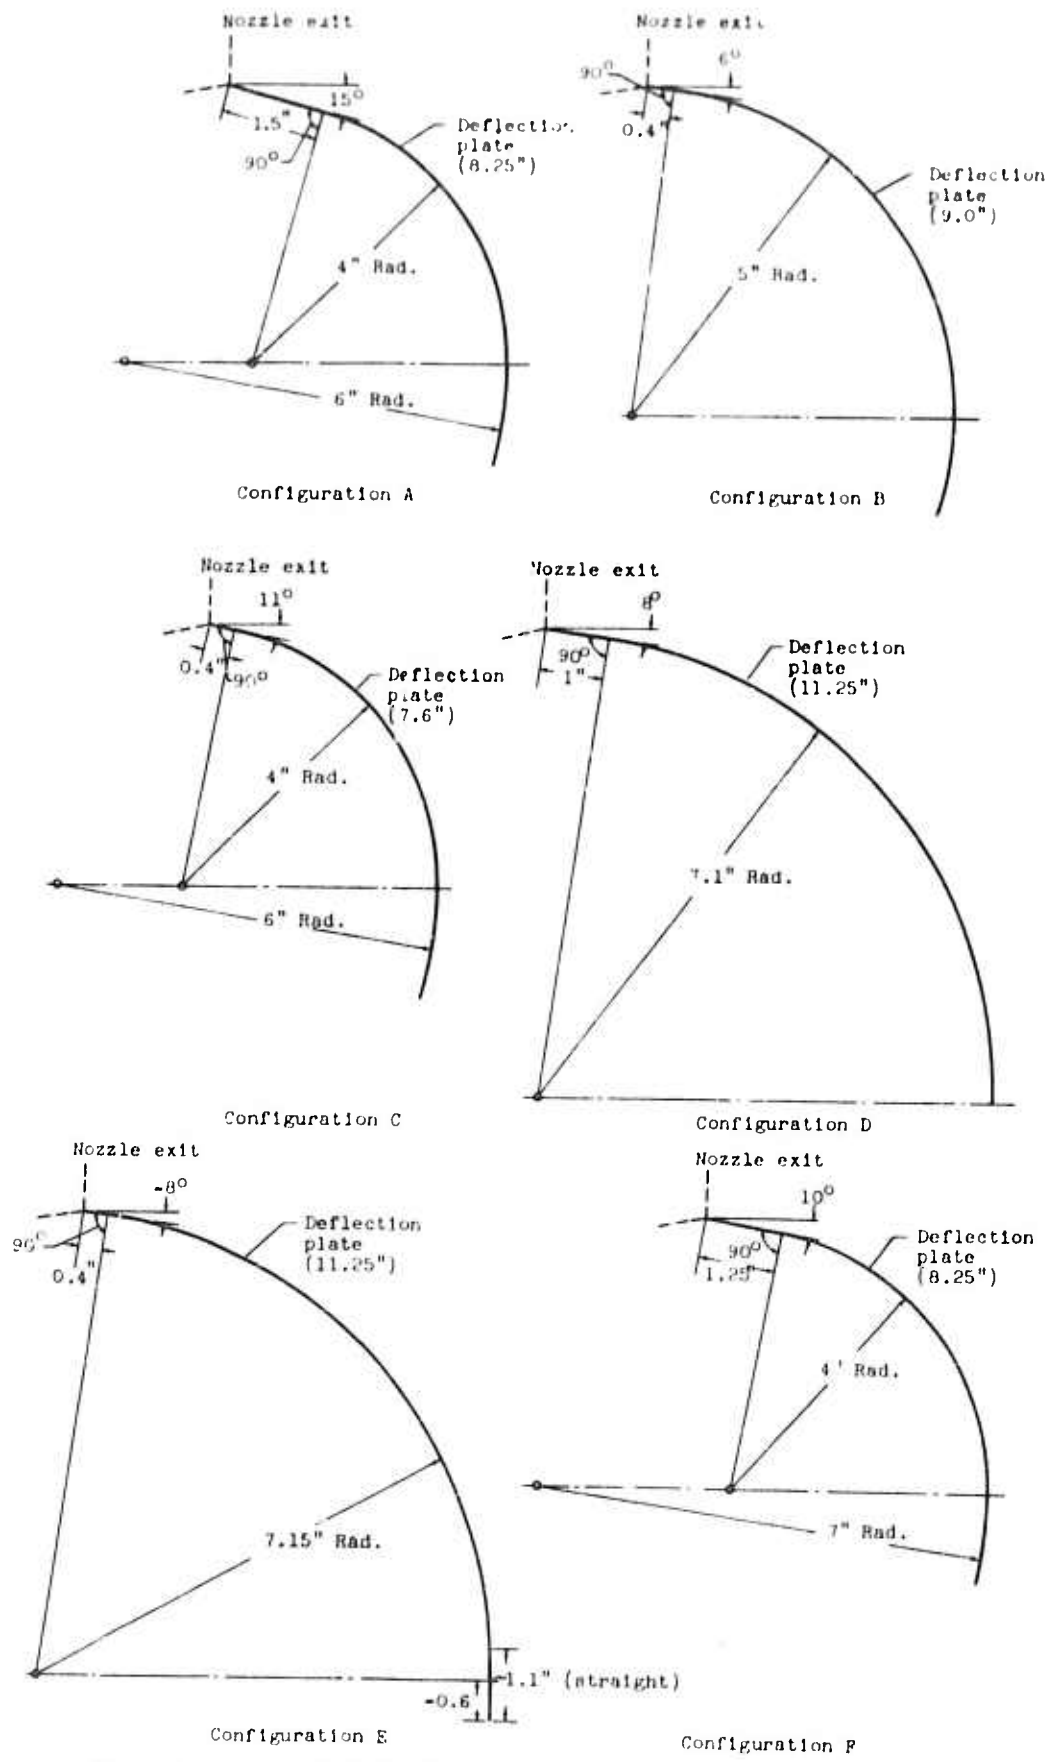 Nozzle exit
15°
1.5"
90°
Deflection
plate
(8.25")
4" Rad.
6" Rad.
Configuration A
Nozzle exit
6°
90°
0.4"
Deflection
plate
(9.0")
5" Rad.
Configuration B
Nozzle exit
11°
0.4"
90°
Deflection
plate
(7.6")
4" Rad.
6" Rad.
Configuration C
Nozzle exit
8°
90°
1"
Deflection
plate
(11.25")
7.1" Rad.
Configuration D
Nozzle exit
-8°
90°
0.4"
Deflection
plate
(11.25")
7.15" Rad.
1.1" (straight)
-0.6
Configuration E
Nozzle exit
10°
90°
1.25"
Deflection
plate
(8.25")
4' Rad.
7" Rad.
Configuration F